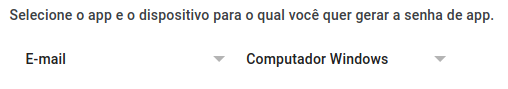 Selecione o app e o dispositivo para o qual você quer gerar a senha de app.
E-mail Computador Windows